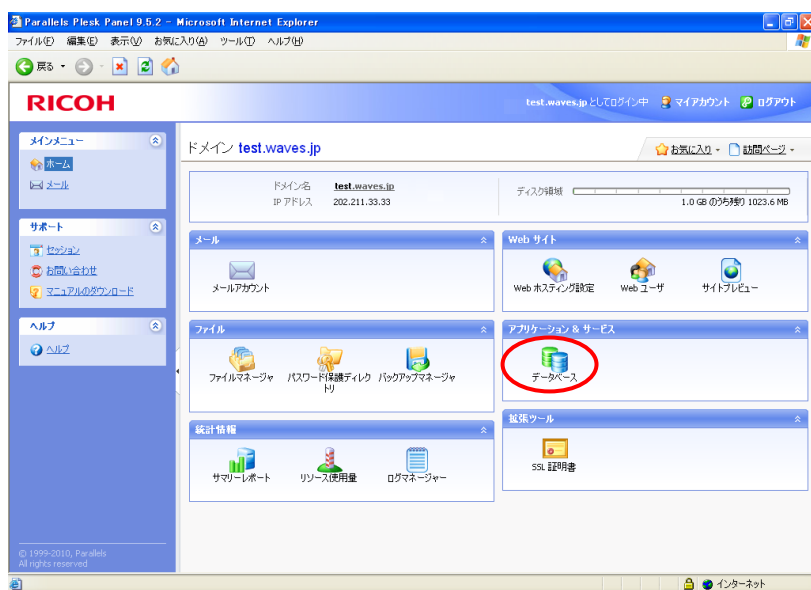 Parallels Plesk Panel 9.5.2 - Microsoft Internet Explorer
ファイル(F) 編集(E) 表示(V) お気に入り(A) ツール(T) ヘルプ(H)
戻る
RICOH
test.waves.jp としてログイン中 マイアカウント ログアウト
メインメニュー
ホーム
メール
サポート
セッション
お問い合わせ
マニュアルのダウンロード
ヘルプ
ヘルプ
ドメイン test.waves.jp
お気に入り 訪問ページ
ドメイン名 test.waves.jp
IP アドレス 202.211.33.33
ディスク領域
1.0 GB のうち残り 1023.6 MB
メール
メールアカウント
Web サイト
Web ホスティング設定 Web ユーザ サイトプレビュー
ファイル
ファイルマネージャ パスワード保護ディレクトリ バックアップマネージャ
アプリケーション & サービス
データベース
統計情報
サマリーレポート リソース使用量 ログマネージャー
拡張ツール
SSL 証明書
© 1999-2010, Parallels
All rights reserved
インターネット